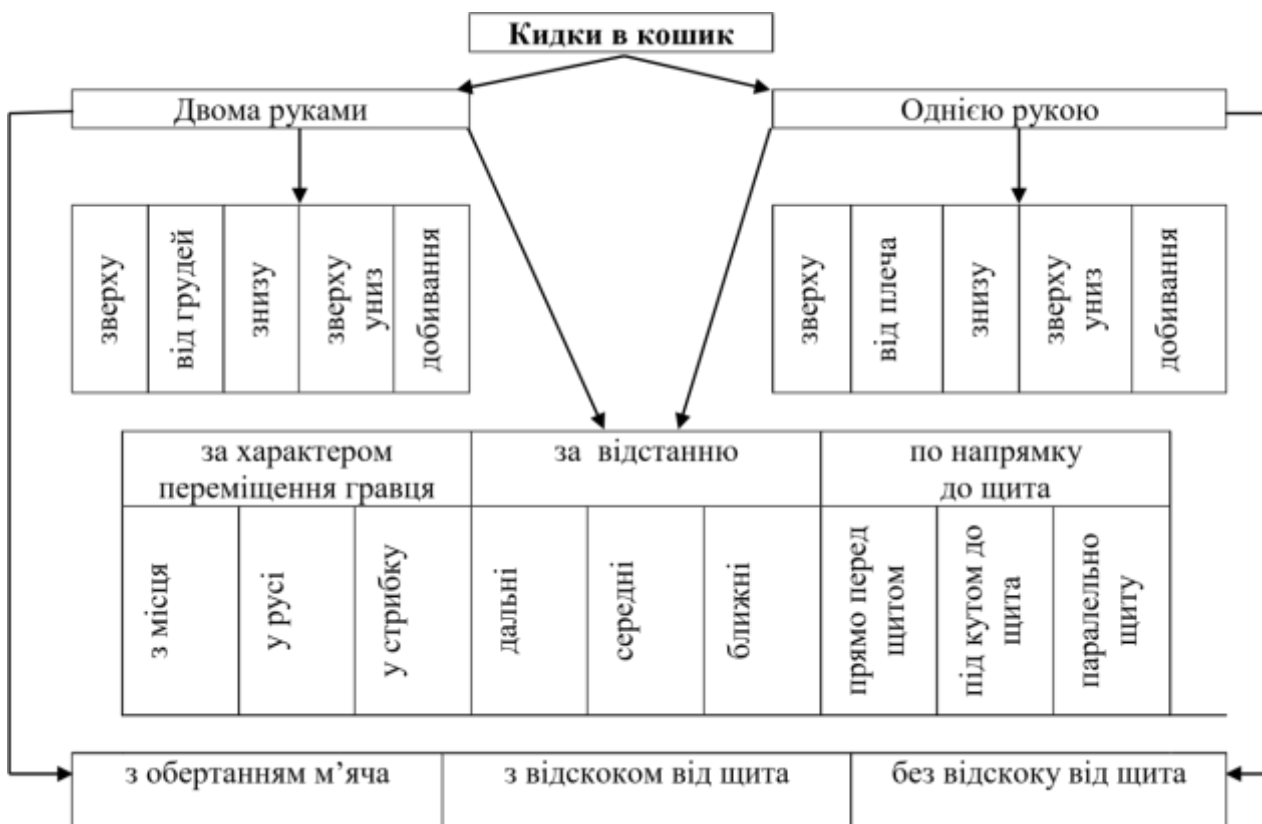 Кидки в кошик
Двома руками
Однією рукою
зверху
від грудей
знизу
зверху
униз
добивання
зверху
від плеча
знизу
зверху
униз
добивання
за характером
переміщення гравця
за відстанню
по напрямку
до щита
з місця
у русі
у стрибку
дальні
середні
ближні
прямо перед
щитом
під кутом до
щита
паралельно
щиту
з обертанням м’яча
з відскоком від щита
без відскоку від щита